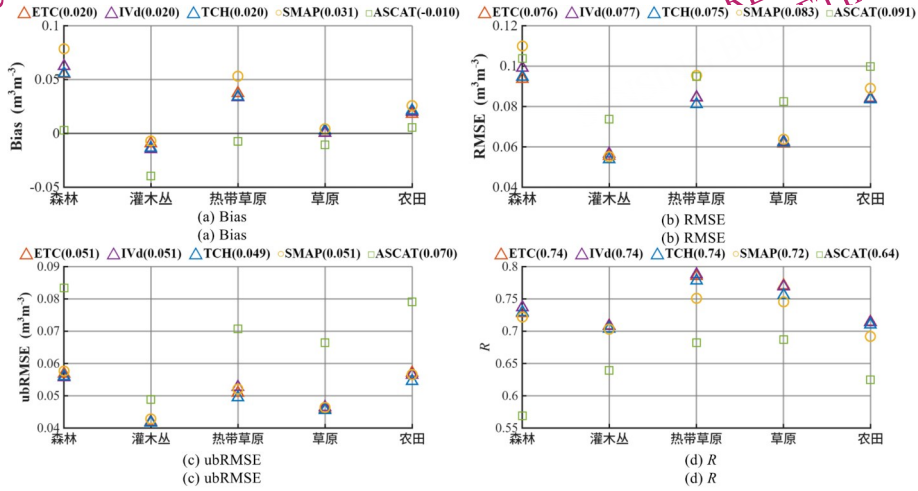 ETC(0.020) IVd(0.020) TCH(0.020) SMAP(0.031) ASCAT(-0.010)
0.1
0.05
0
-0.05
Bias (m³m⁻³)
森林 灌木丛 热带草原 草原 农田
(a) Bias
(a) Bias
ETC(0.076) IVd(0.077) TCH(0.075) SMAP(0.083) ASCAT(0.091)
0.12
0.1
0.08
0.06
0.04
RMSE (m³m⁻³)
森林 灌木丛 热带草原 草原 农田
(b) RMSE
(b) RMSE
ETC(0.051) IVd(0.051) TCH(0.049) SMAP(0.051) ASCAT(0.070)
0.09
0.08
0.07
0.06
0.05
0.04
ubRMSE (m³m⁻³)
森林 灌木丛 热带草原 草原 农田
(c) ubRMSE
(c) ubRMSE
ETC(0.74) IVd(0.74) TCH(0.74) SMAP(0.72) ASCAT(0.64)
0.8
0.75
0.7
0.65
0.6
0.55
R
森林 灌木丛 热带草原 草原 农田
(d) R
(d) R